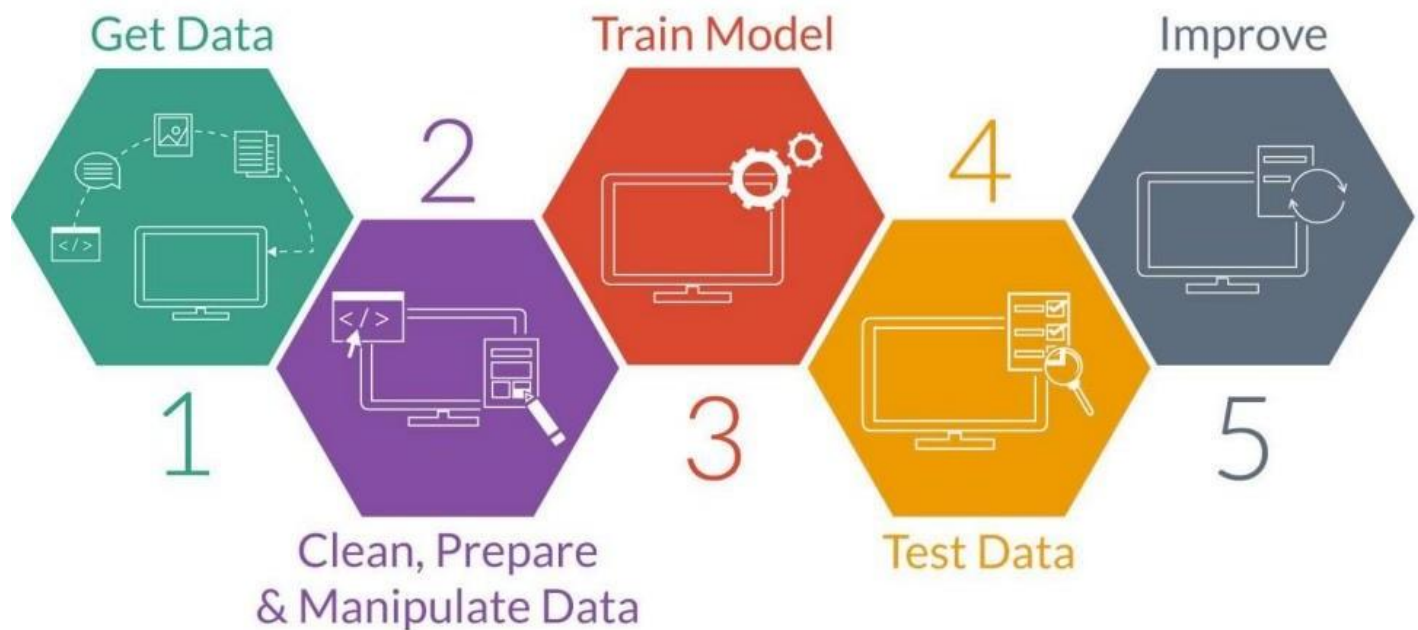 Get Data
1
2
Clean, Prepare
& Manipulate Data
Train Model
3
4
Test Data
Improve
5
</>
</>